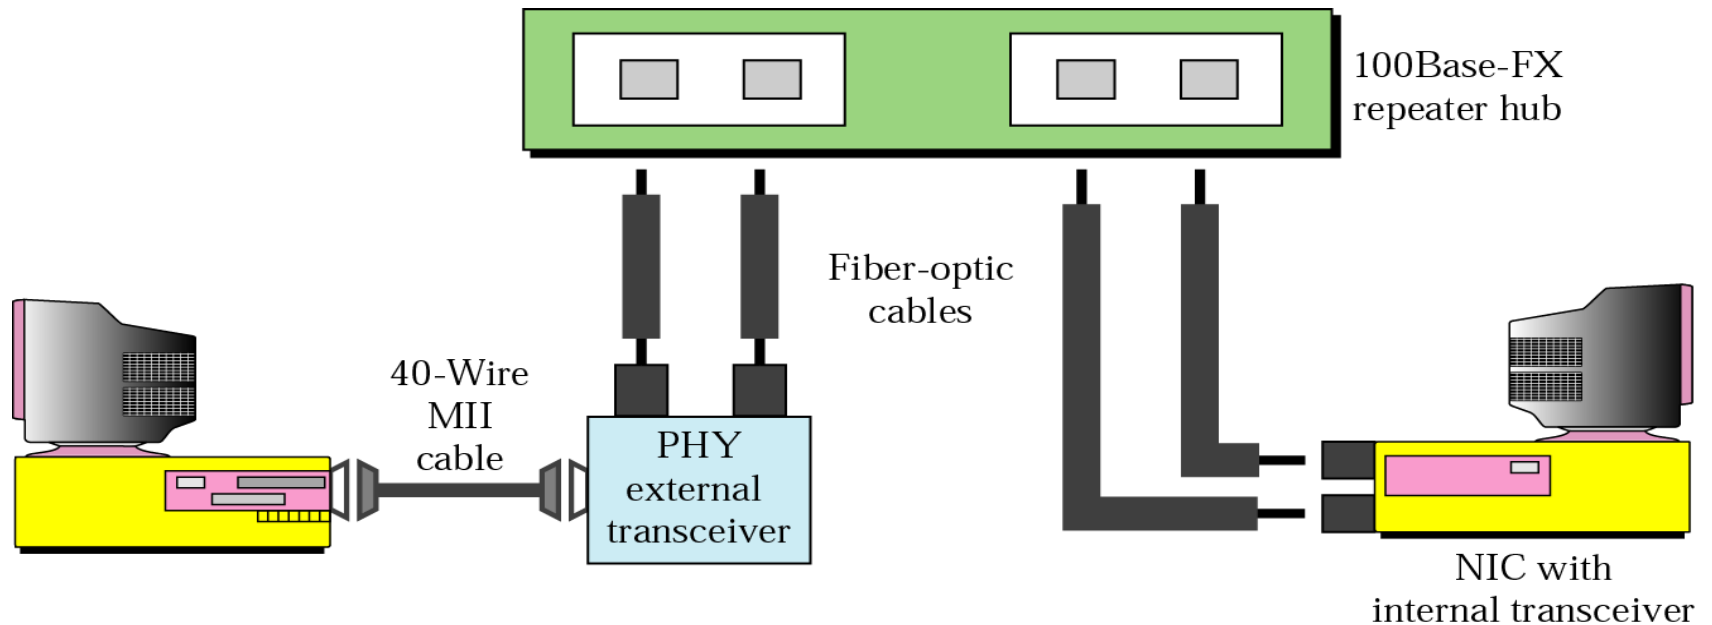 100Base-FX
repeater hub
Fiber-optic
cables
40-Wire
MII
cable
PHY
external
transceiver
NIC with
internal transceiver